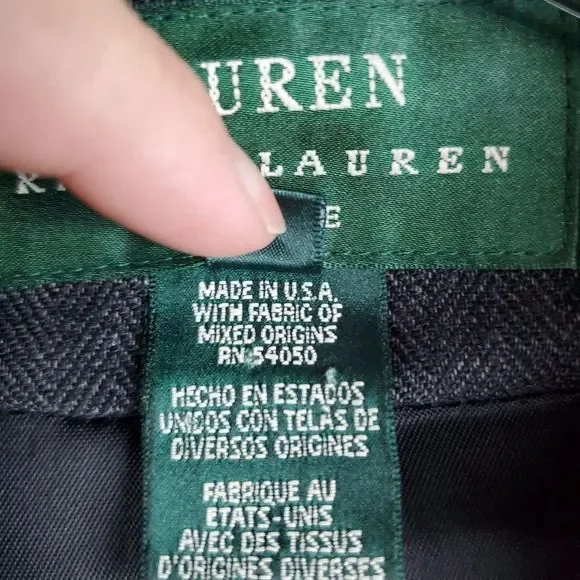 UREN
LAUREN
E
MADE IN U.S.A.
WITH FABRIC OF
MIXED ORIGINS
RN 54050
HECHO EN ESTADOS
UNIDOS CON TELAS DE
DIVERSOS ORIGINES
FABRIQUE AU
ETATS-UNIS
AVEC DES TISSUS
D'ORIGINES DIVERSES